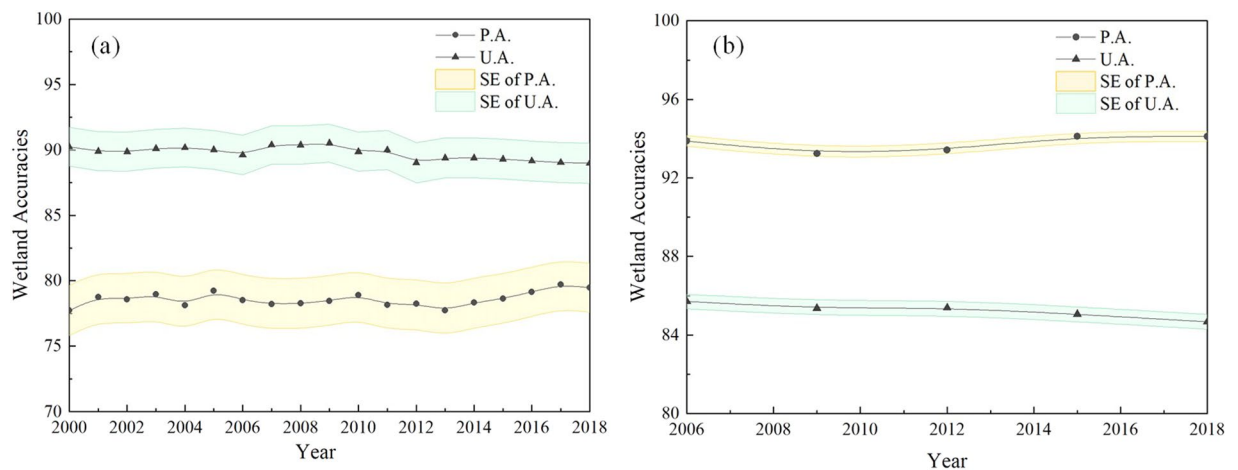 (a)
P.A.
U.A.
SE of P.A.
SE of U.A.
Wetland Accuracies
100
95
90
85
80
75
70
2000 2002 2004 2006 2008 2010 2012 2014 2016 2018
Year
(b)
P.A.
U.A.
SE of P.A.
SE of U.A.
Wetland Accuracies
100
96
92
88
84
80
2006 2008 2010 2012 2014 2016 2018
Year